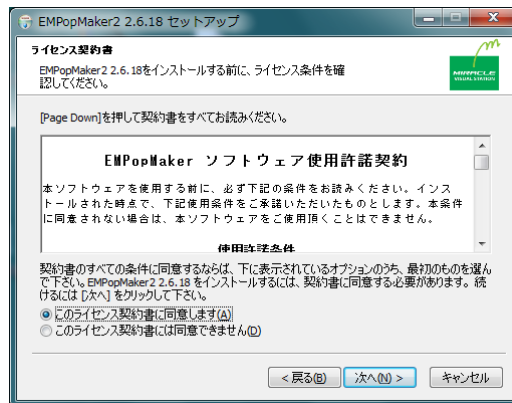 EMPopMaker2 2.6.18 セットアップ
ライセンス契約書
EMPopMaker2 2.6.18をインストールする前に、ライセンス条件を確
認してください。
MIRACLE
VISUAL STATION
[Page Down]を押して契約書をすべてお読みください。
EMPopMaker ソフトウェア使用許諾契約
本ソフトウェアを使用する前に、必ず下記の条件をお読みください。インス
トールされた時点で、下記使用条件をご承諾いただいたものとします。本条件
に同意されない場合は、本ソフトウェアをご使用頂くことはできません。
使用許諾条件
契約書のすべての条件に同意するならば、下に表示されているオプションのうち、最初のものを選ん
で下さい。EMPopMaker2 2.6.18 をインストールするには、契約書に同意する必要があります。続
けるには [次へ] をクリックして下さい。
このライセンス契約書に同意します(A)
このライセンス契約書には同意できません(D)
< 戻る(B)
次へ(N) >
キャンセル